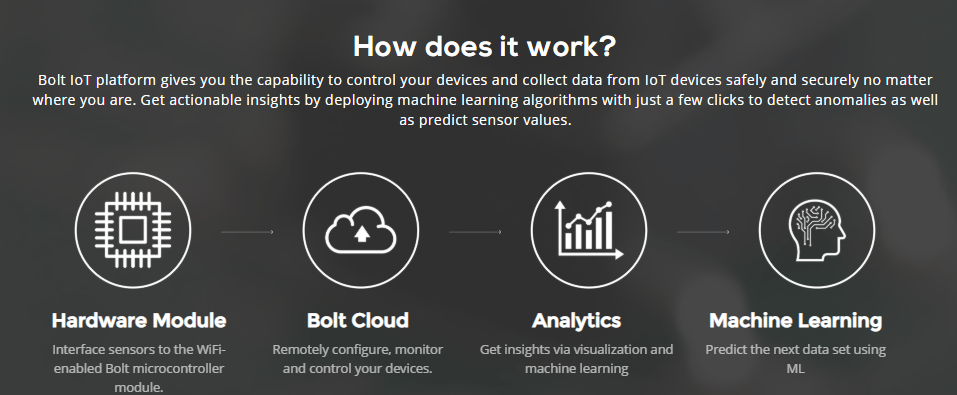 How does it work?
Bolt IoT platform gives you the capability to control your devices and collect data from IoT devices safely and securely no matter
where you are. Get actionable insights by deploying machine learning algorithms with just a few clicks to detect anomalies as well
as predict sensor values.
Hardware Module
Interface sensors to the WiFi-
enabled Bolt microcontroller
module.
Bolt Cloud
Remotely configure, monitor
and control your devices.
Analytics
Get insights via visualization and
machine learning
Machine Learning
Predict the next data set using
ML